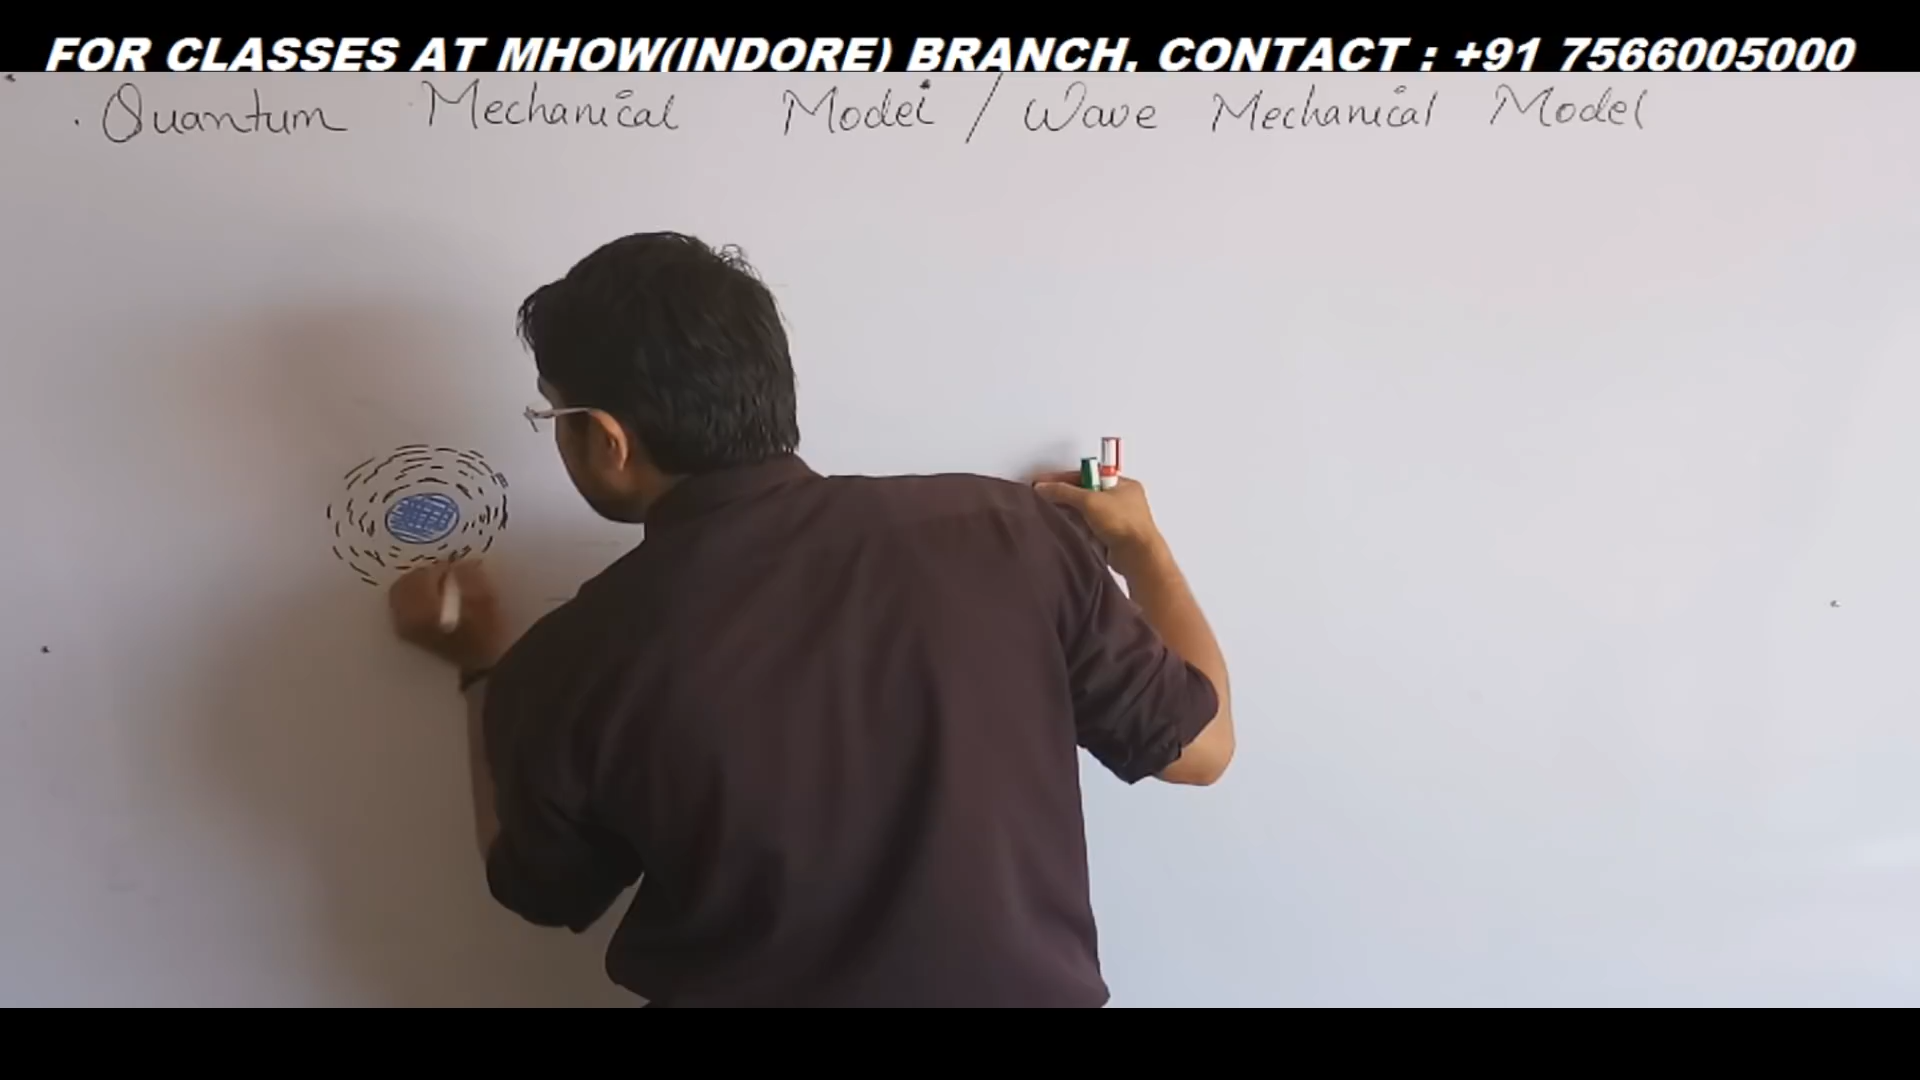 FOR CLASSES AT MHOW(INDORE) BRANCH, CONTACT : +91 7566005000
Quantum Mechanical Model / Wave Mechanical Model